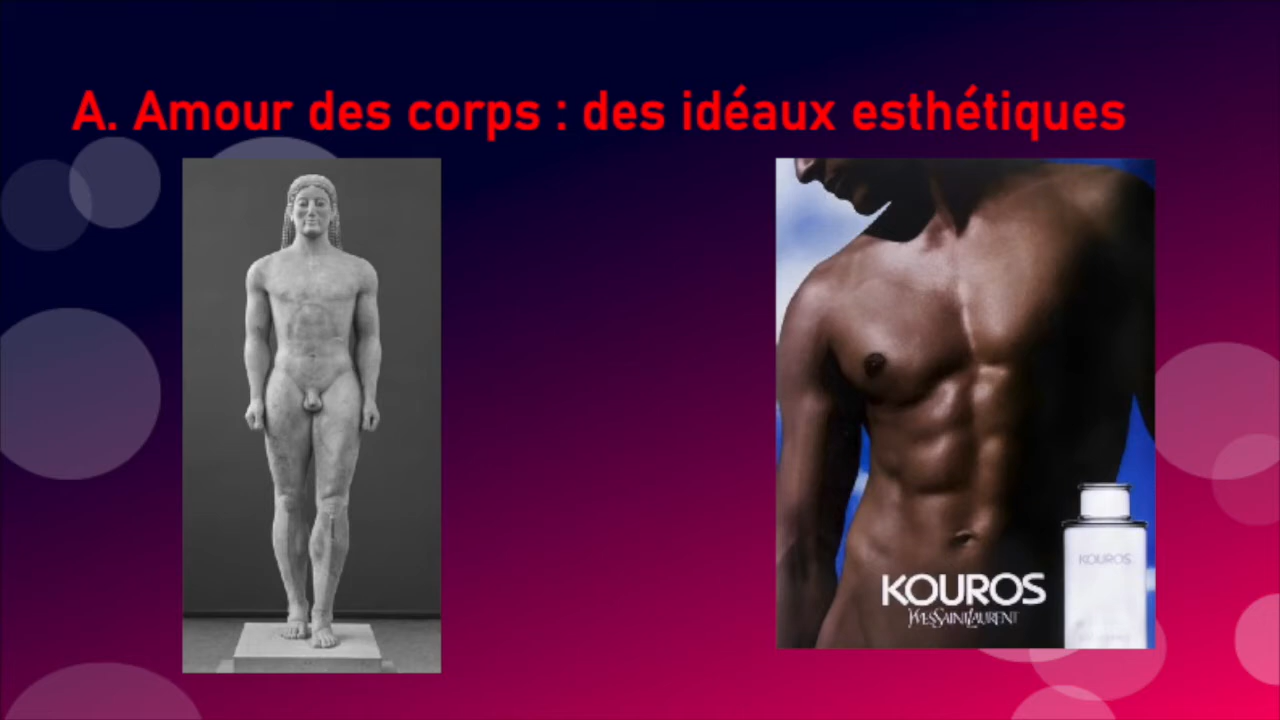 A. Amour des corps : des idéaux esthétiques
KOUROS
KOUROS
YVESSAINTLAURENT